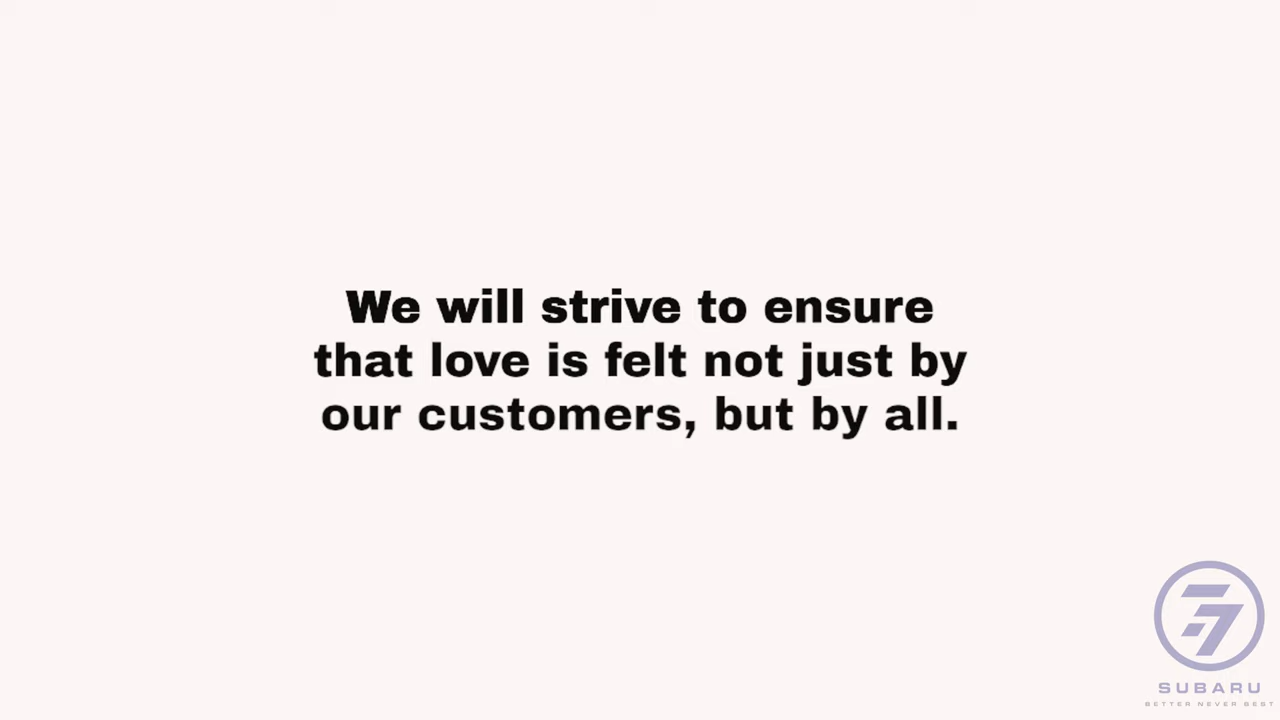 We will strive to ensure
that love is felt not just by
our customers, but by all.
SUBARU
BETTER NEVER BEST